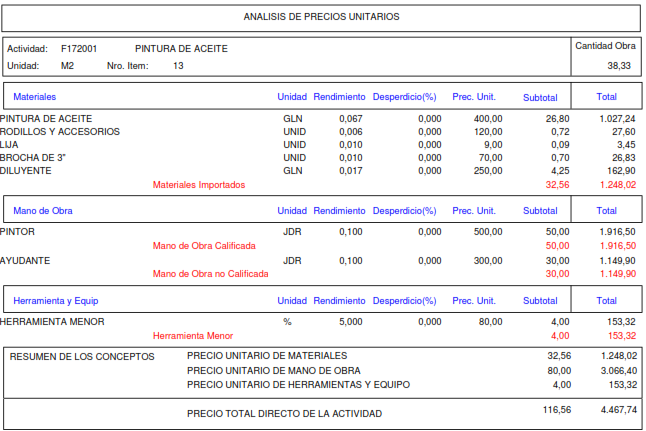 ANALISIS DE PRECIOS UNITARIOS
Actividad: F172001 PINTURA DE ACEITE Cantidad Obra
Unidad: M2 Nro. Item: 13 38,33
Materiales Unidad Rendimiento Desperdicio(%) Prec. Unit. Subtotal Total
PINTURA DE ACEITE GLN 0,067 0,000 400,00 26,80 1.027,24
RODILLOS Y ACCESORIOS UNID 0,006 0,000 120,00 0,72 27,60
LIJA UNID 0,010 0,000 9,00 0,09 3,45
BROCHA DE 3" UNID 0,010 0,000 70,00 0,70 26,83
DILUYENTE GLN 0,017 0,000 250,00 4,25 162,90
Materiales Importados 32,56 1.248,02
Mano de Obra Unidad Rendimiento Desperdicio(%) Prec. Unit. Subtotal Total
PINTOR JDR 0,100 0,000 500,00 50,00 1.916,50
Mano de Obra Calificada 50,00 1.916,50
AYUDANTE JDR 0,100 0,000 300,00 30,00 1.149,90
Mano de Obra no Calificada 30,00 1.149,90
Herramienta y Equip Unidad Rendimiento Desperdicio(%) Prec. Unit. Subtotal Total
HERRAMIENTA MENOR % 5,000 0,000 80,00 4,00 153,32
Herramienta Menor 4,00 153,32
RESUMEN DE LOS CONCEPTOS PRECIO UNITARIO DE MATERIALES 32,56 1.248,02
PRECIO UNITARIO DE MANO DE OBRA 80,00 3.066,40
PRECIO UNITARIO DE HERRAMIENTAS Y EQUIPO 4,00 153,32
PRECIO TOTAL DIRECTO DE LA ACTIVIDAD 116,56 4.467,74